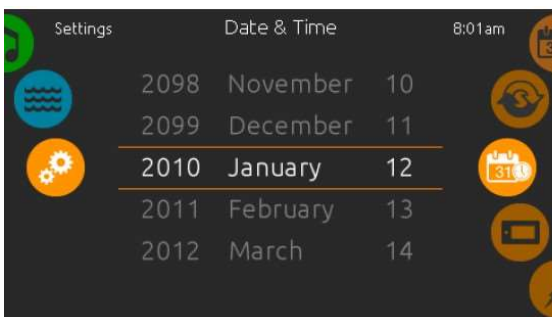 Settings Date & Time 8:01am
2098 November 10
2099 December 11
2010 January 12
31
2011 February 13
2012 March 14